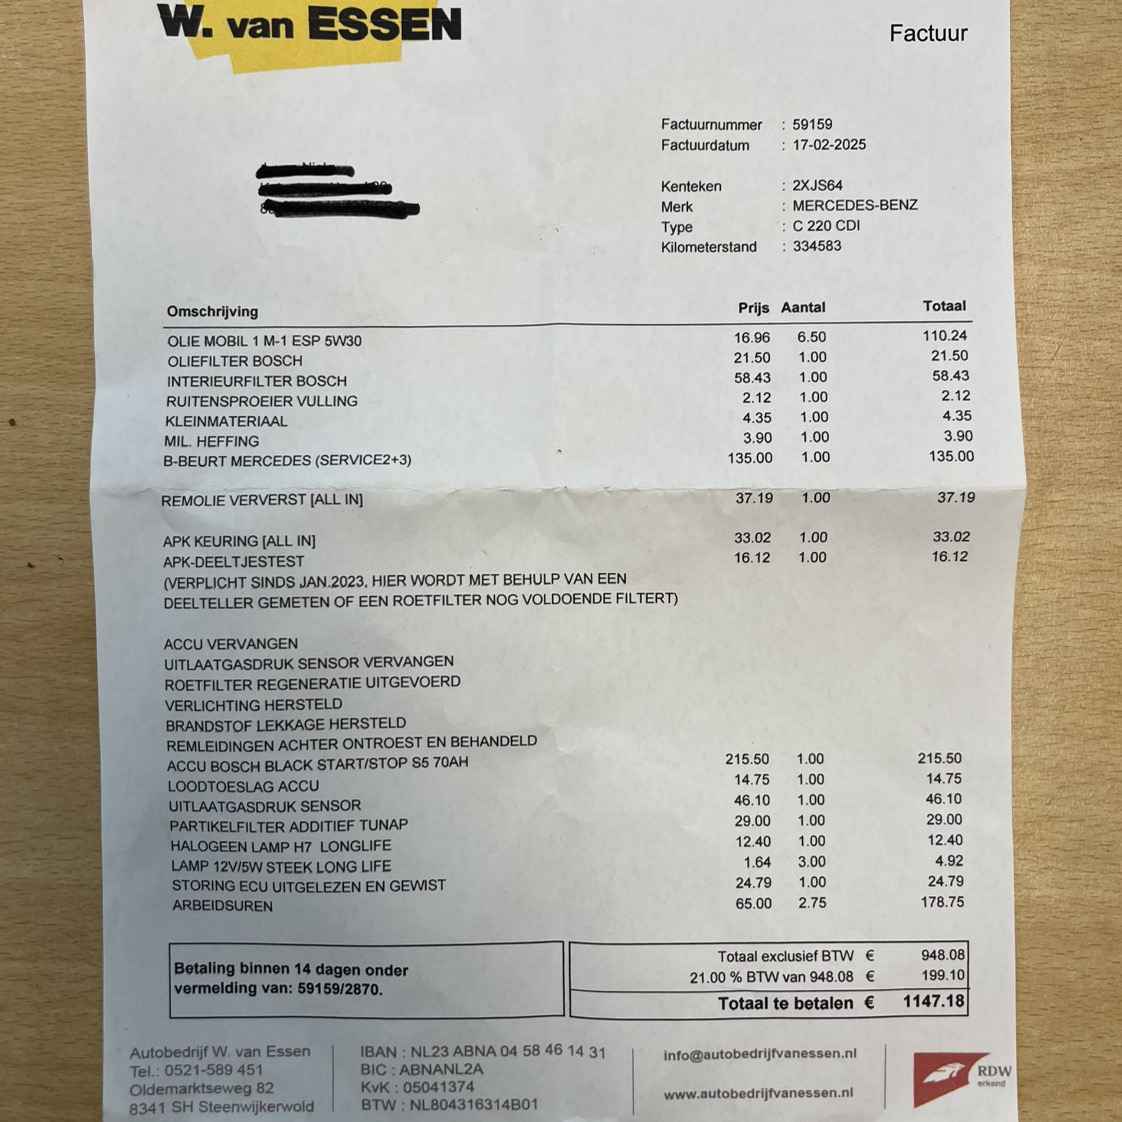 W. van ESSEN
Factuur
Factuurnummer : 59159
Factuurdatum : 17-02-2025
Kenteken : 2XJS64
Merk : MERCEDES-BENZ
Type : C 220 CDI
Kilometerstand : 334583
Omschrijving Prijs Aantal Totaal
OLIE MOBIL 1 M-1 ESP 5W30 16.96 6.50 110.24
OLIEFILTER BOSCH 21.50 1.00 21.50
INTERIEURFILTER BOSCH 58.43 1.00 58.43
RUITENSPROEIER VULLING 2.12 1.00 2.12
KLEINMATERIAAL 4.35 1.00 4.35
MIL. HEFFING 3.90 1.00 3.90
B-BEURT MERCEDES (SERVICE2+3) 135.00 1.00 135.00
REMOLIE VERVERST [ALL IN] 37.19 1.00 37.19
APK KEURING [ALL IN] 33.02 1.00 33.02
APK-DEELTJESTEST 16.12 1.00 16.12
(VERPLICHT SINDS JAN.2023, HIER WORDT MET BEHULP VAN EEN
DEELTELLER GEMETEN OF EEN ROETFILTER NOG VOLDOENDE FILTERT)
ACCU VERVANGEN
UITLAATGASDRUK SENSOR VERVANGEN
ROETFILTER REGENERATIE UITGEVOERD
VERLICHTING HERSTELD
BRANDSTOF LEKKAGE HERSTELD
REMLEIDINGEN ACHTER ONTROEST EN BEHANDELD
ACCU BOSCH BLACK START/STOP S5 70AH 215.50 1.00 215.50
LOODTOESLAG ACCU 14.75 1.00 14.75
UITLAATGASDRUK SENSOR 46.10 1.00 46.10
PARTIKELFILTER ADDITIEF TUNAP 29.00 1.00 29.00
HALOGEEN LAMP H7 LONGLIFE 12.40 1.00 12.40
LAMP 12V/5W STEEK LONG LIFE 1.64 3.00 4.92
STORING ECU UITGELEZEN EN GEWIST 24.79 1.00 24.79
ARBEIDSUREN 65.00 2.75 178.75
Betaling binnen 14 dagen onder
vermelding van: 59159/2870.
Totaal exclusief BTW € 948.08
21.00 % BTW van 948.08 € 199.10
Totaal te betalen € 1147.18
Autobedrijf W. van Essen
Tel.: 0521-589 451
Oldemarktseweg 82
8341 SH Steenwijkerwold
IBAN : NL23 ABNA 04 58 46 14 31
BIC : ABNANL2A
KvK : 05041374
BTW : NL804316314B01
info@autobedrijfvanessen.nl
www.autobedrijfvanessen.nl
RDW
erkend